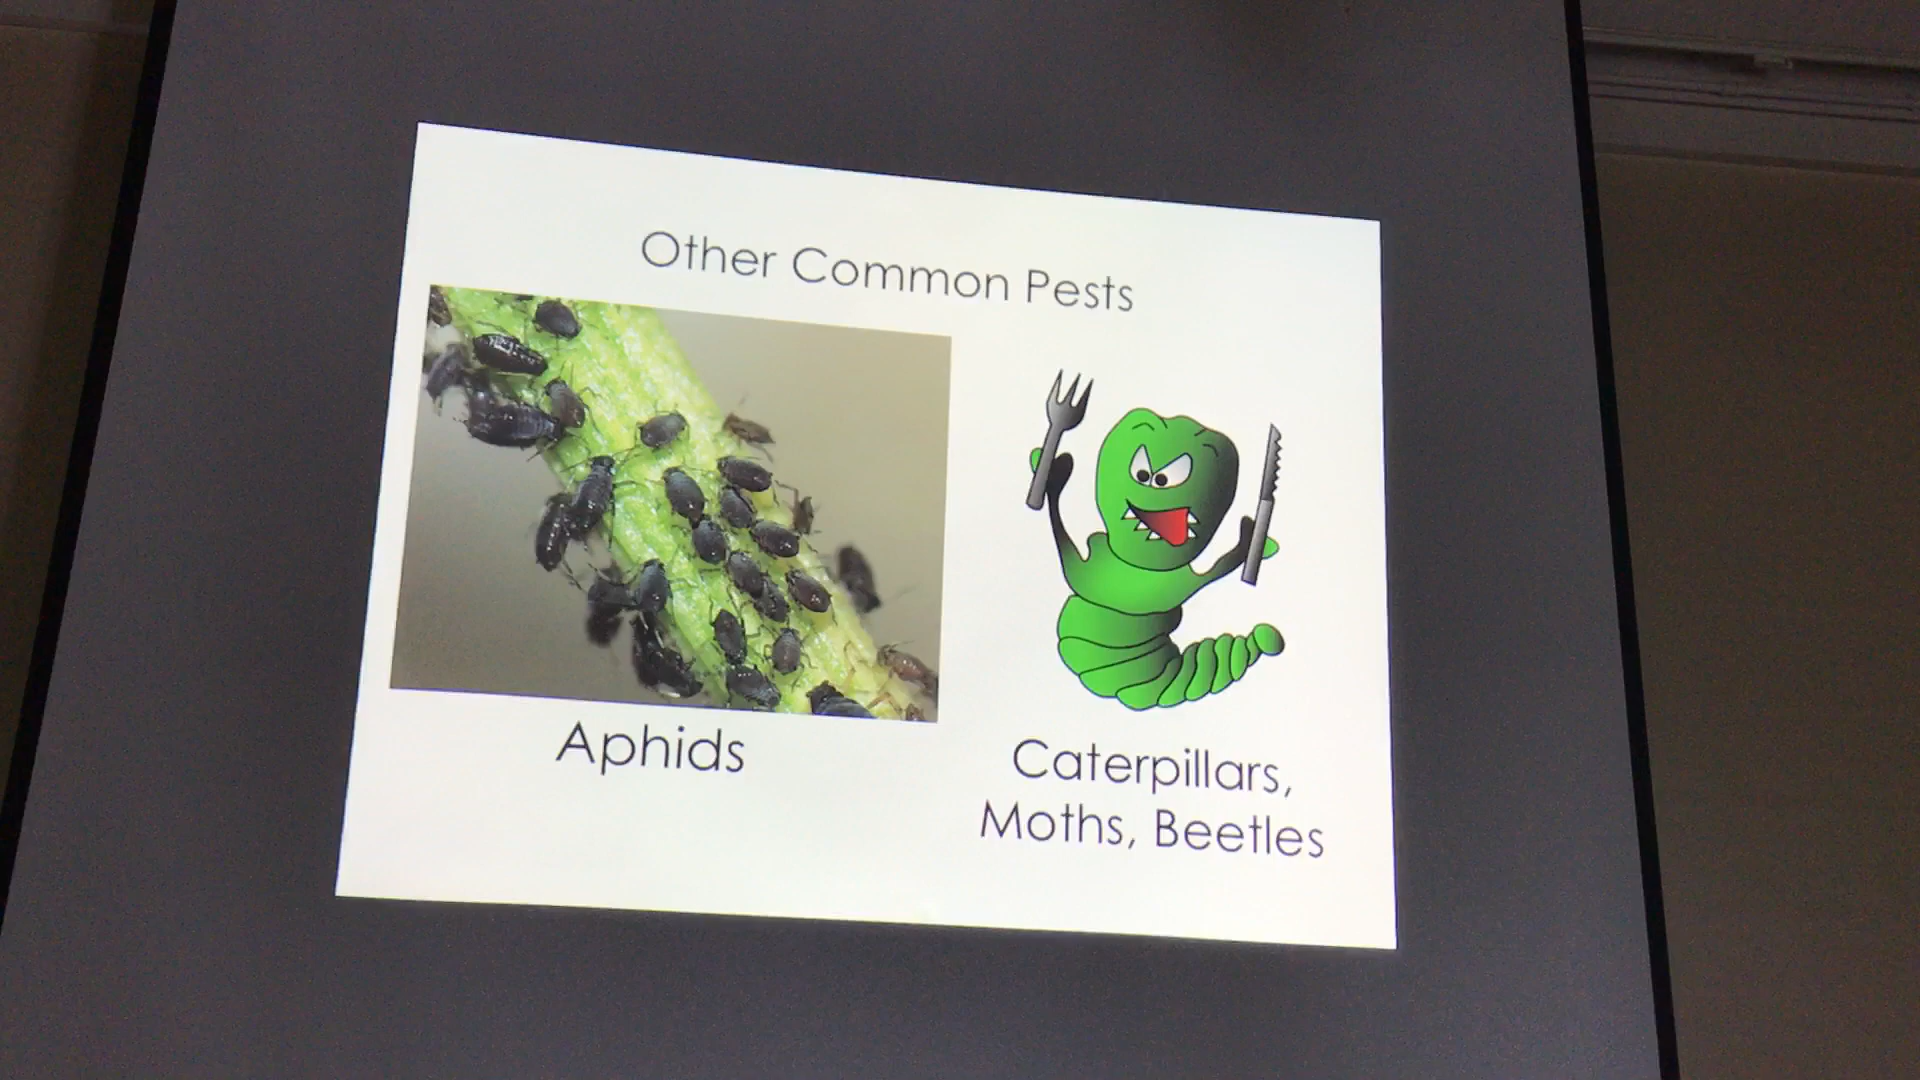 Other Common Pests
Aphids
Caterpillars,
Moths, Beetles